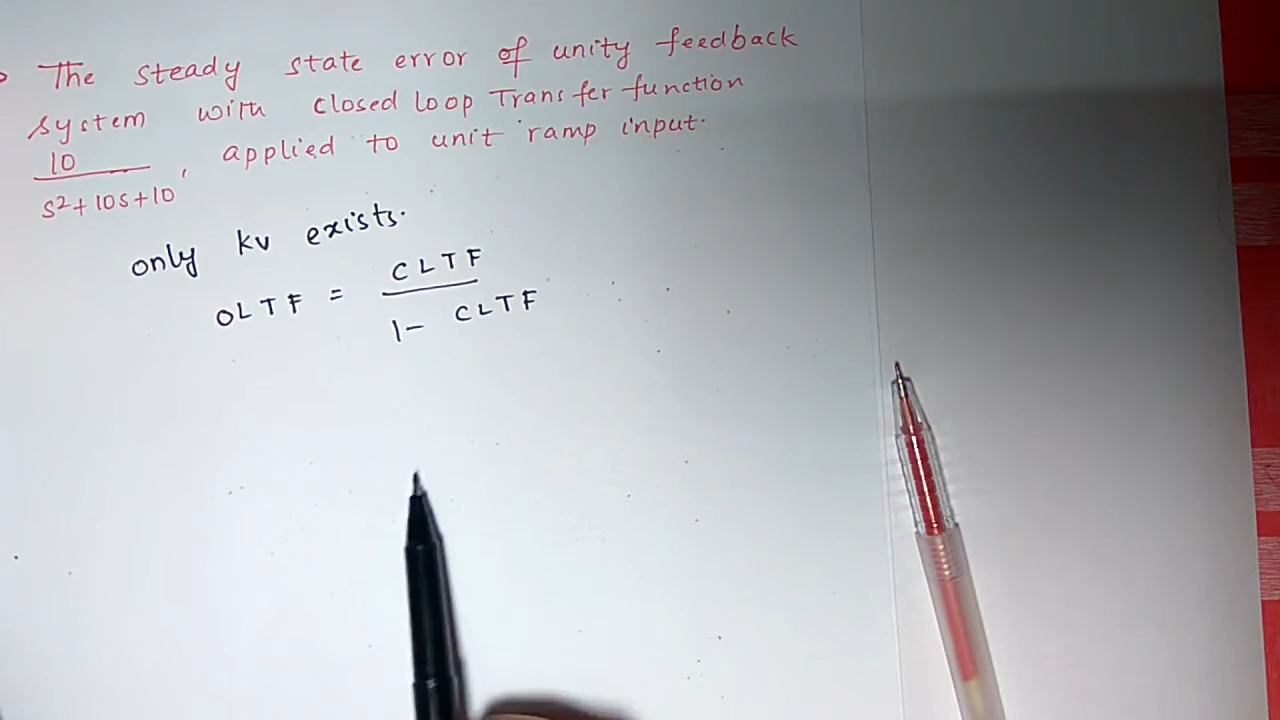 The steady state error of unity feedback
system with closed loop Transfer function
10
s²+10s+10 , applied to unit ramp input.
only kv exists.
OLTF = CLTF
1- CLTF